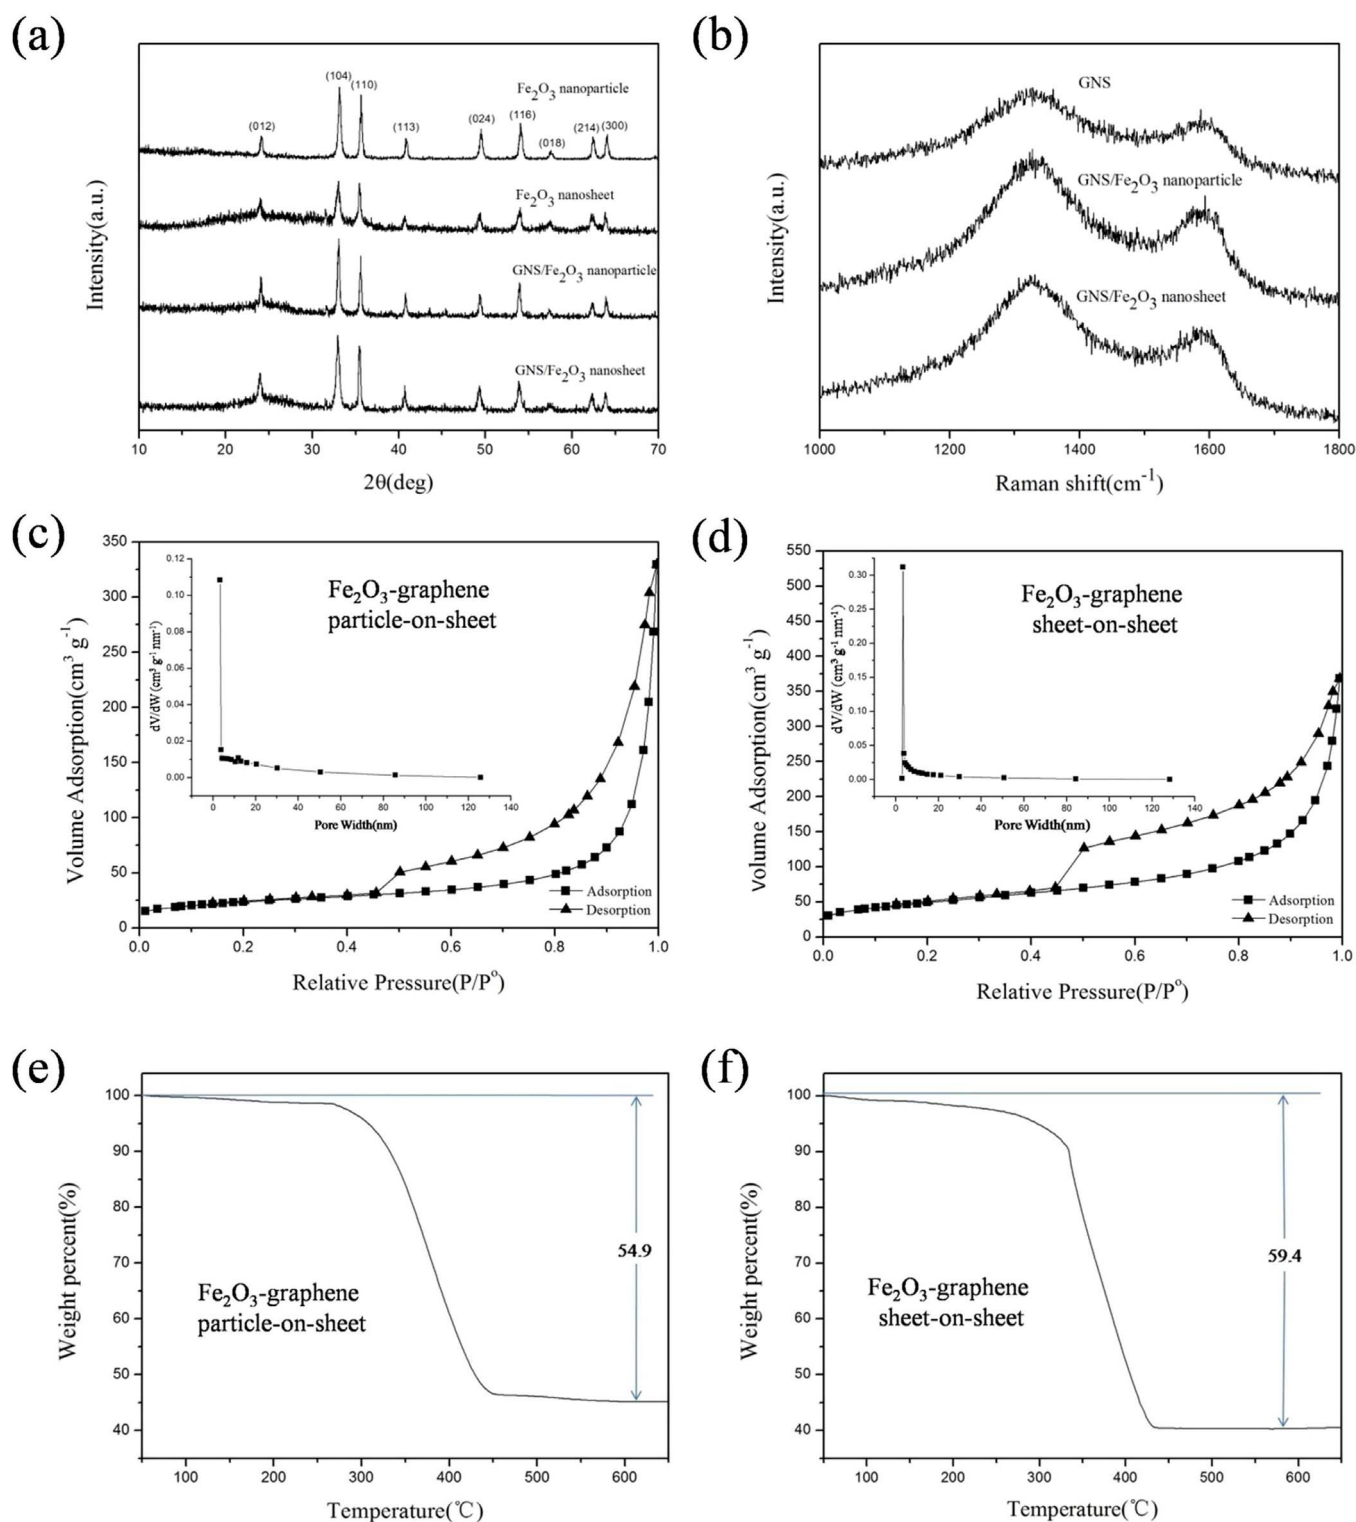 (a)
(012)
(104)
(110)
(113)
(024)
(116)
(018)
(214)
(300)
Fe2O3 nanoparticle
Fe2O3 nanosheet
GNS/Fe2O3 nanoparticle
GNS/Fe2O3 nanosheet
Intensity(a.u.)
10 20 30 40 50 60 70
2θ(deg)
(b)
GNS
GNS/Fe2O3 nanoparticle
GNS/Fe2O3 nanosheet
Intensity(a.u.)
1000 1200 1400 1600 1800
Raman shift(cm-1)
(c)
350
300
250
200
150
100
50
0
Volume Adsorption(cm3 g-1)
0.12
0.10
0.08
0.06
0.04
0.02
0.00
dV/dW (cm3 g-1 nm-1)
0 20 40 60 80 100 120 140
Pore Width(nm)
Fe2O3-graphene
particle-on-sheet
Adsorption
Desorption
0.0 0.2 0.4 0.6 0.8 1.0
Relative Pressure(P/Po)
(d)
550
500
450
400
350
300
250
200
150
100
50
0
Volume Adsorption(cm3 g-1)
0.30
0.25
0.20
0.15
0.10
0.05
0.00
dV/dW (cm3 g-1 nm-1)
0 20 40 60 80 100 120 140
Pore Width(nm)
Fe2O3-graphene
sheet-on-sheet
Adsorption
Desorption
0.0 0.2 0.4 0.6 0.8 1.0
Relative Pressure(P/Po)
(e)
100
90
80
70
60
50
40
Weight percent(%)
54.9
Fe2O3-graphene
particle-on-sheet
100 200 300 400 500 600
Temperature(℃)
(f)
100
90
80
70
60
50
40
Weight percent(%)
59.4
Fe2O3-graphene
sheet-on-sheet
100 200 300 400 500 600
Temperature(℃)